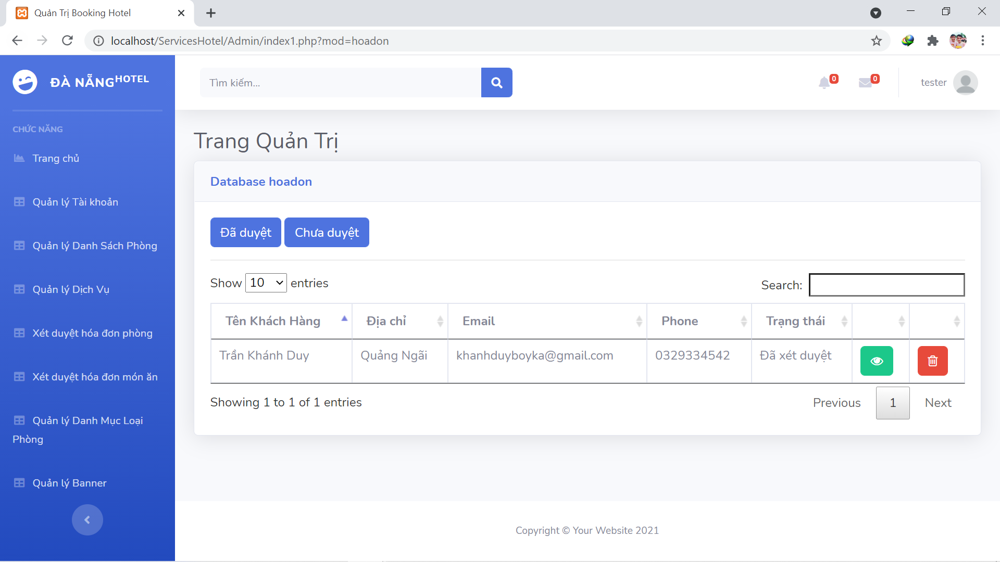 Quản Trị Booking Hotel
localhost/ServicesHotel/Admin/index1.php?mod=hoadon
ĐÀ NẴNG HOTEL
Tìm kiếm...
0
0
tester
CHỨC NĂNG
Trang chủ
Quản lý Tài khoản
Quản lý Danh Sách Phòng
Quản lý Dịch Vụ
Xét duyệt hóa đơn phòng
Xét duyệt hóa đơn món ăn
Quản lý Danh Mục Loại
Phòng
Quản lý Banner
Trang Quản Trị
Database hoadon
Đã duyệt Chưa duyệt
Show 10 entries
Search:
Tên Khách Hàng Địa chỉ Email Phone Trạng thái
Trần Khánh Duy Quảng Ngãi khanhduyboyka@gmail.com 0329334542 Đã xét duyệt
Showing 1 to 1 of 1 entries
Previous 1 Next
Copyright © Your Website 2021